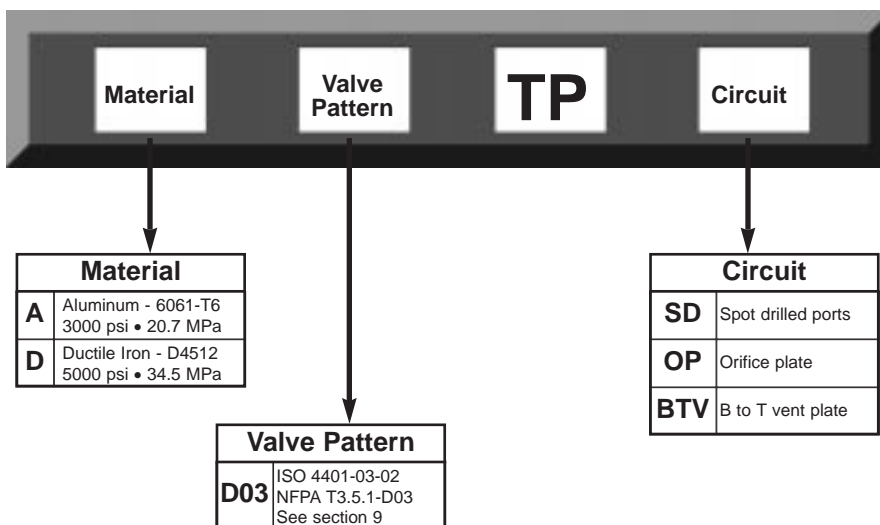 Material
Valve
Pattern
TP
Circuit
Material
A
Aluminum - 6061-T6
3000 psi • 20.7 MPa
D
Ductile Iron - D4512
5000 psi • 34.5 MPa
Valve Pattern
D03
ISO 4401-03-02
NFPA T3.5.1-D03
See section 9
Circuit
SD
Spot drilled ports
OP
Orifice plate
BTV
B to T vent plate